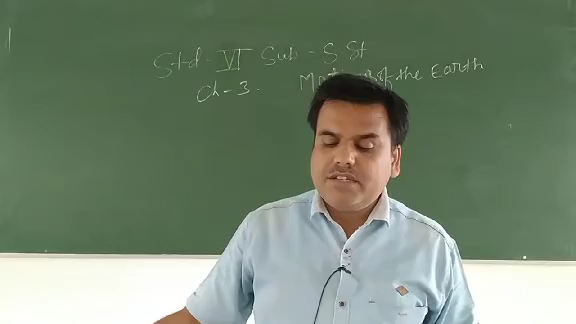 Std - VI Sub - S St
Ch - 3. of the Earth